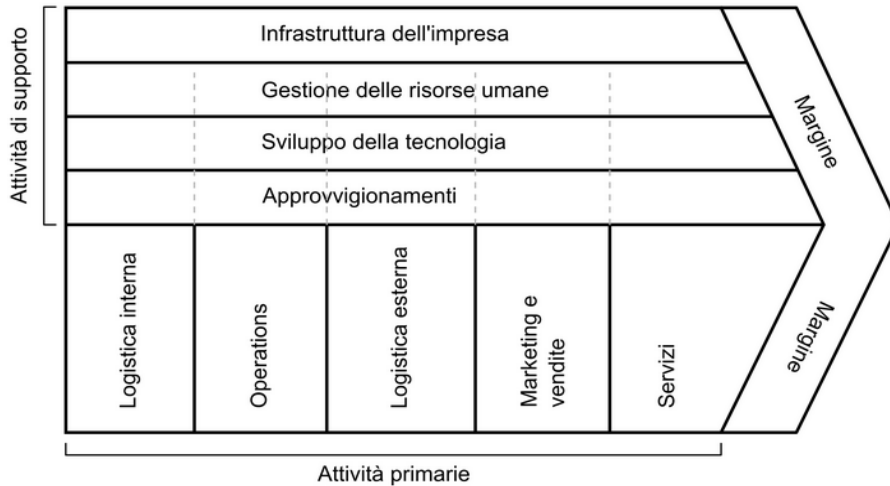 Attività di supporto
Infrastruttura dell'impresa
Gestione delle risorse umane
Sviluppo della tecnologia
Approvvigionamenti
Margine
Logistica interna
Operations
Logistica esterna
Marketing e
vendite
Servizi
Margine
Attività primarie